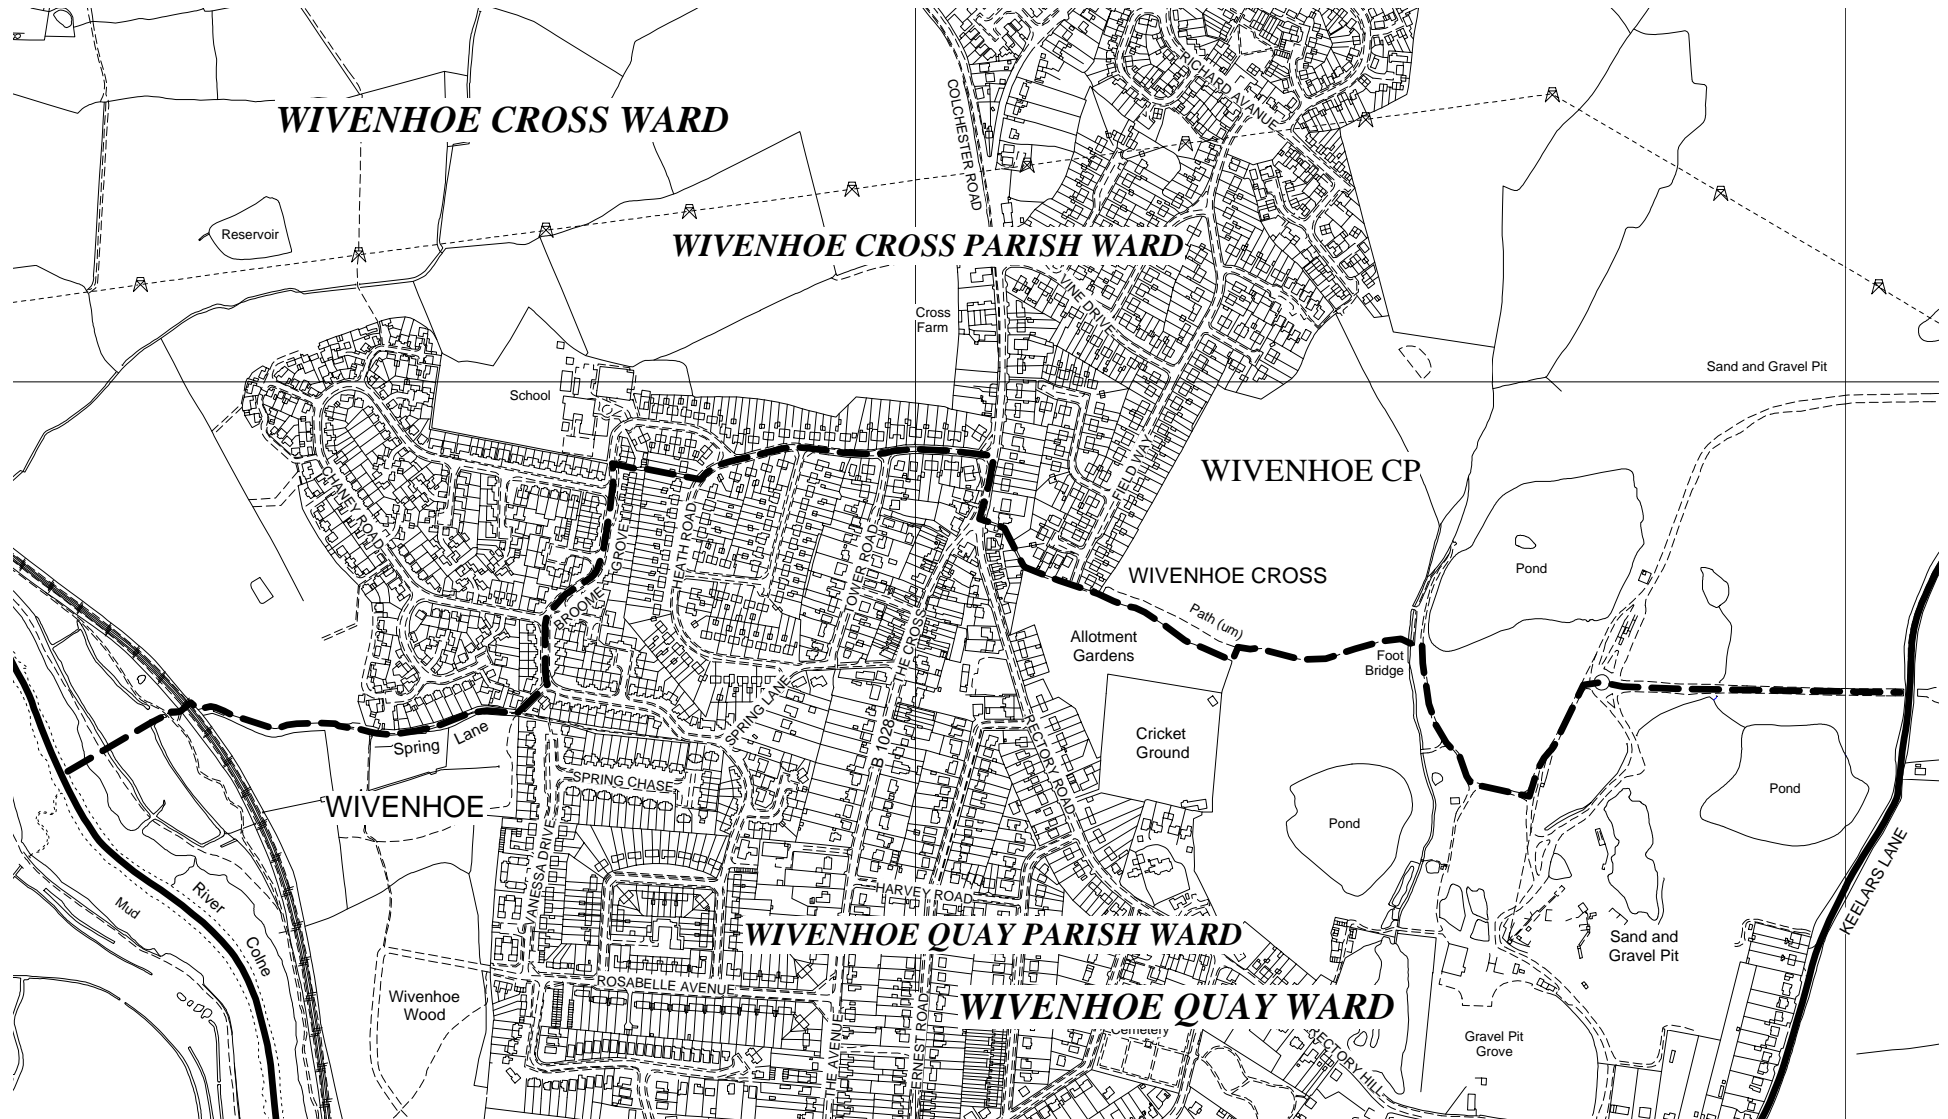 WIVENHOE CROSS WARD
RICHARD AVENUE
COLCHESTER ROAD
Reservoir
WIVENHOE CROSS PARISH WARD
VINE DRIVE
Cross
Farm
Sand and Gravel Pit
School
FIELD WAY
WIVENHOE CP
CHANEY ROAD
BROOME GROVE
HEATH ROAD
TOWER ROAD
THE CROSS
Pond
WIVENHOE CROSS
Path (um)
Allotment
Gardens
Foot
Bridge
SPRING LANE
RECTORY ROAD
B 1028
Spring Lane
Cricket
Ground
SPRING CHASE
WIVENHOE
Pond
Pond
VANESSA DRIVE
HARVEY ROAD
KEELARS LANE
River
Colne
Mud
WIVENHOE QUAY PARISH WARD
Sand and
Gravel Pit
ROSABELLE AVENUE
Wivenhoe
Wood
WIVENHOE QUAY WARD
Cemetery
THE AVENUE
ERNEST ROAD
RECTORY HILL
Gravel Pit
Grove